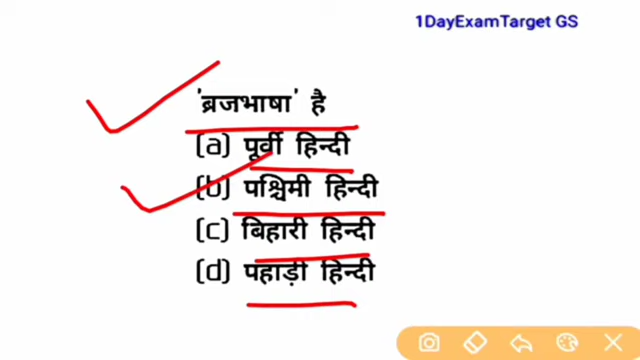 1DayExamTarget GS
'ब्रजभाषा' है
(a) पूर्वी हिन्दी
(b) पश्चिमी हिन्दी
(c) बिहारी हिन्दी
(d) पहाड़ी हिन्दी